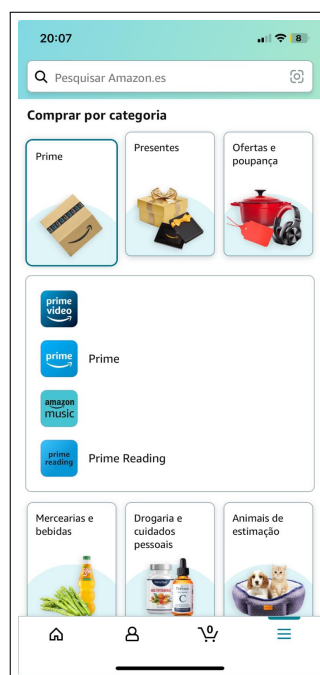 20:07
8
Pesquisar Amazon.es
Comprar por categoria
Prime
Presentes
Ofertas e
poupança
prime
video
prime
Prime
amazon
music
prime
reading
Prime Reading
Mercearias e
bebidas
Drogaria e
cuidados
pessoais
Animais de
estimação
C
0